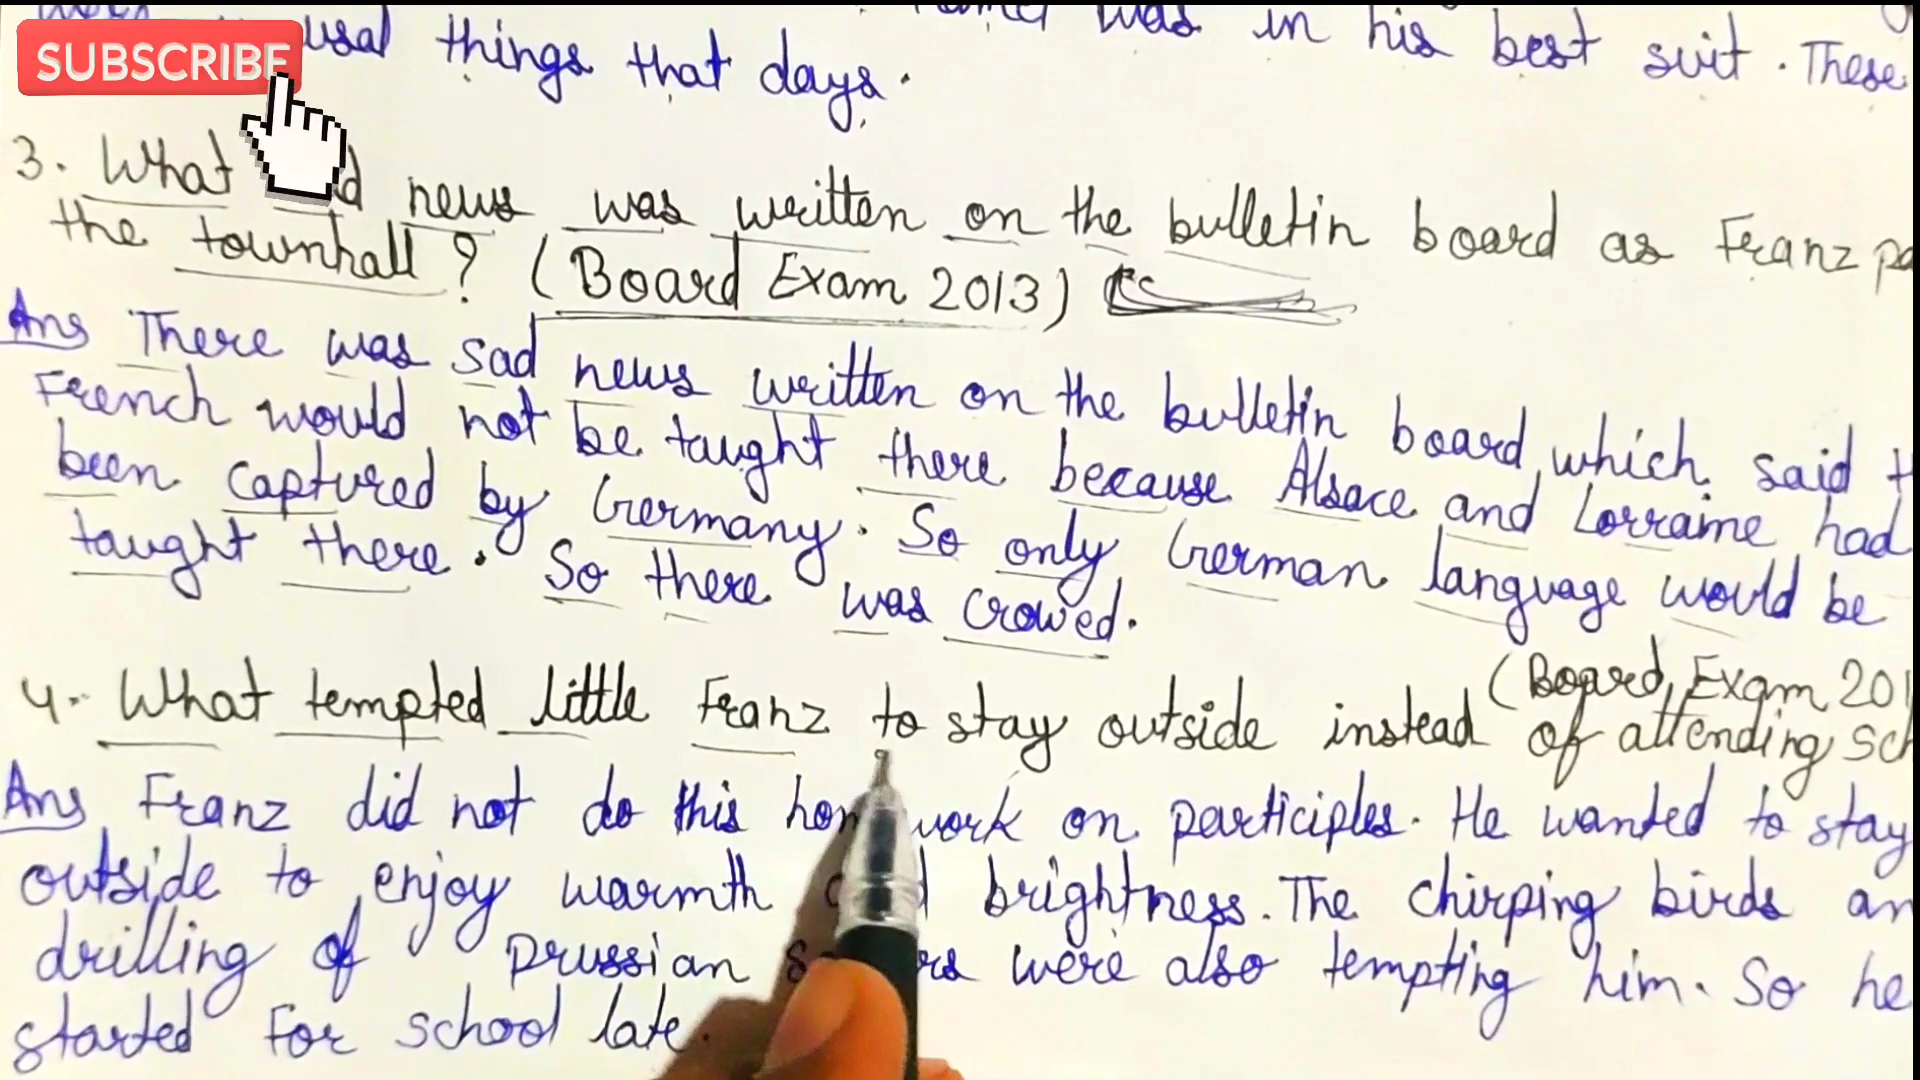 SUBSCRIBE
was in his best suit. These
things that days.
3. What news was written on the bulletin board as Franz
the townhall? (Board Exam 2013)
Ans There was sad news written on the bulletin board, which said
French would not be taught there because Alsace and Lorraine had
been captured by Germany. So only German language would be
taught there. So there was crowed.
(Board Exam
4. What tempted little Franz to stay outside instead of attending
Ans Franz did not do this homework on participles. He wanted to stay
outside to enjoy warmth brightness. The chirping birds
drilling of prussian were also tempting him. So he
started for school late.